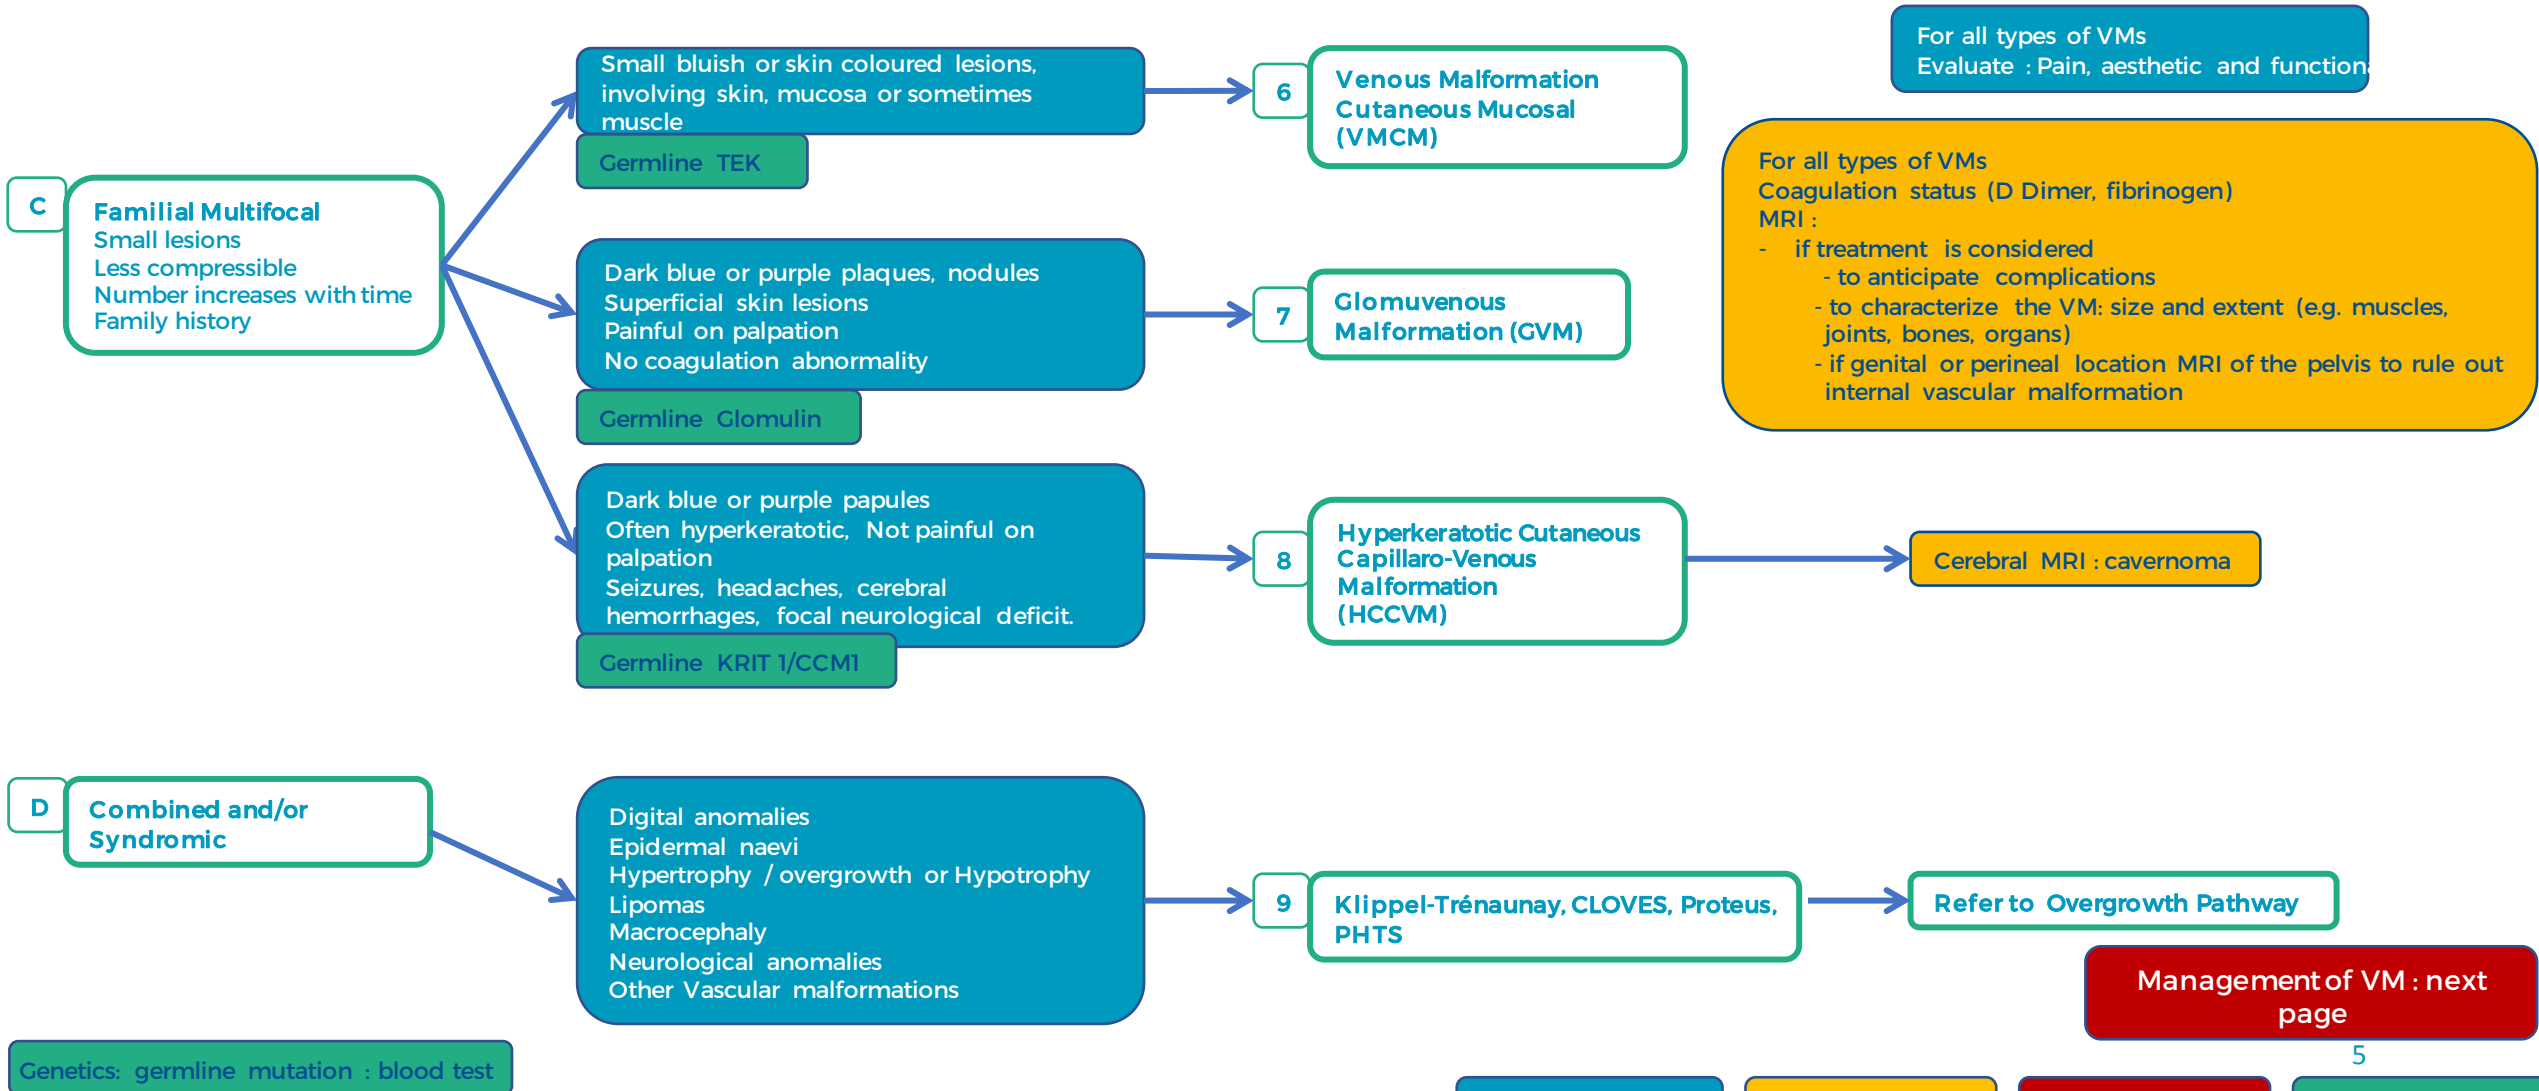 For all types of VMs
Evaluate : Pain, aesthetic and function
Small bluish or skin coloured lesions,
involving skin, mucosa or sometimes
muscle
Germline TEK
6
Venous Malformation
Cutaneous Mucosal
(VMCM)
For all types of VMs
Coagulation status (D Dimer, fibrinogen)
MRI :
- if treatment is considered
- to anticipate complications
- to characterize the VM: size and extent (e.g. muscles,
joints, bones, organs)
- if genital or perineal location MRI of the pelvis to rule out
internal vascular malformation
C
Familial Multifocal
Small lesions
Less compressible
Number increases with time
Family history
Dark blue or purple plaques, nodules
Superficial skin lesions
Painful on palpation
No coagulation abnormality
Germline Glomulin
7
Glomuvenous
Malformation (GVM)
Dark blue or purple papules
Often hyperkeratotic, Not painful on
palpation
Seizures, headaches, cerebral
hemorrhages, focal neurological deficit.
Germline KRIT 1/CCM1
8
Hyperkeratotic Cutaneous
Capillaro-Venous
Malformation
(HCCVM)
Cerebral MRI : cavernoma
D
Combined and/or
Syndromic
Digital anomalies
Epidermal naevi
Hypertrophy / overgrowth or Hypotrophy
Lipomas
Macrocephaly
Neurological anomalies
Other Vascular malformations
9
Klippel-Trénaunay, CLOVES, Proteus,
PHTS
Refer to Overgrowth Pathway
Management of VM : next
page
5
Genetics: germline mutation : blood test